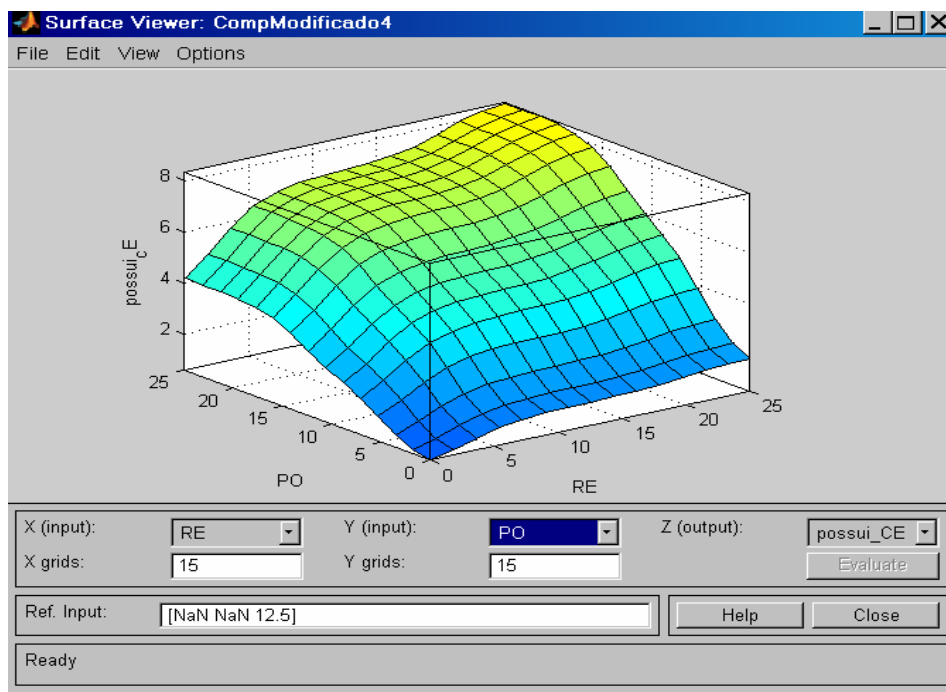 Surface Viewer: CompModificado4
File Edit View Options
8
6
4
2
possui_cE
25
20
15
10
5
0
PO
0
5
10
15
20
25
RE
X (input): RE Y (input): PO Z (output): possui_CE
X grids: 15 Y grids: 15 Evaluate
Ref. Input: [NaN NaN 12.5] Help Close
Ready